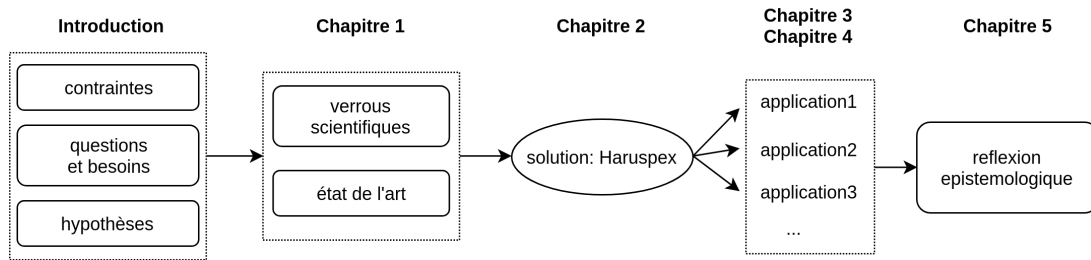 Introduction
contraintes
questions
et besoins
hypothèses
Chapitre 1
verrous
scientifiques
état de l'art
Chapitre 2
solution: Haruspex
Chapitre 3
Chapitre 4
application1
application2
application3
...
Chapitre 5
reflexion
epistemologique